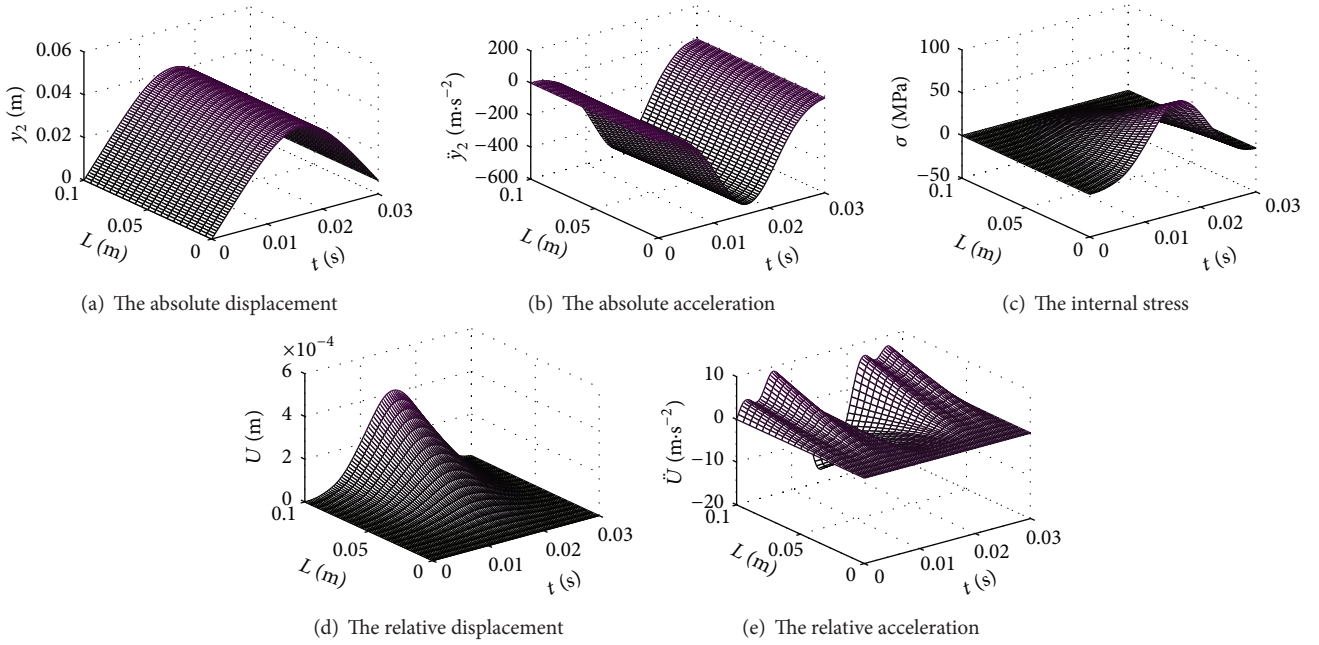 0.06
0.04
0.02
0
0.1
0.05
0
0
0.01
0.02
0.03
y₂ (m)
L (m)
t (s)
(a) The absolute displacement
200
0
−200
−400
−600
0.1
0.05
0
0
0.01
0.02
0.03
ÿ₂ (m·s⁻²)
L (m)
t (s)
(b) The absolute acceleration
100
50
0
−50
0.1
0.05
0
0
0.01
0.02
0.03
σ (MPa)
L (m)
t (s)
(c) The internal stress
×10⁻⁴
6
4
2
0
0.1
0.05
0
0
0.01
0.02
0.03
U (m)
L (m)
t (s)
(d) The relative displacement
10
0
−10
−20
0.1
0.05
0
0
0.01
0.02
0.03
Ü (m·s⁻²)
L (m)
t (s)
(e) The relative acceleration